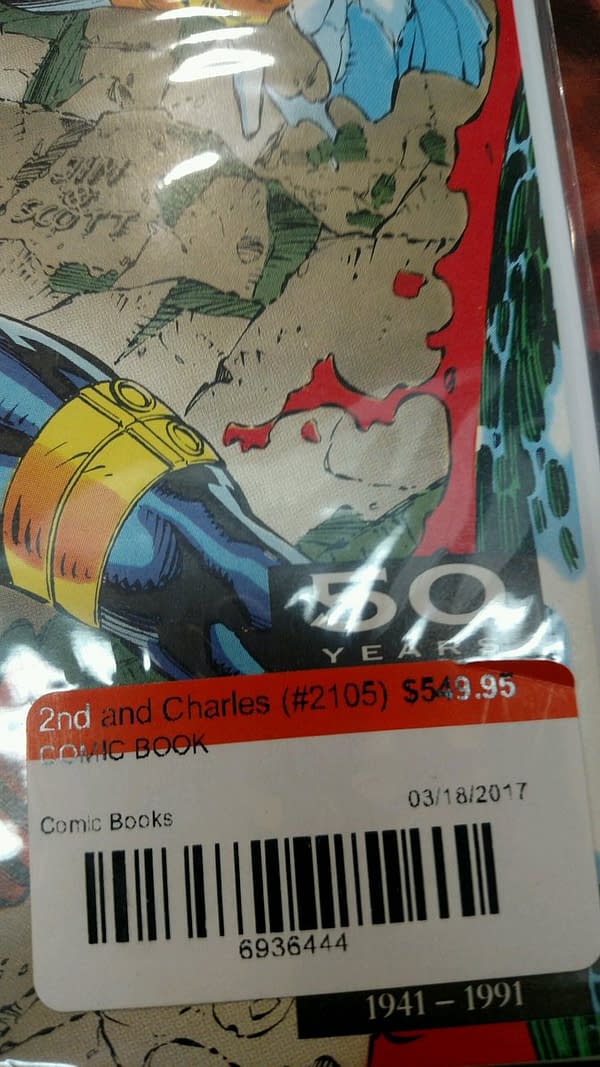 JIM
&
SCOTT
50
YEARS
2nd and Charles (#2105) $549.95
COMIC BOOK
Comic Books
03/18/2017
6936444
1941 – 1991